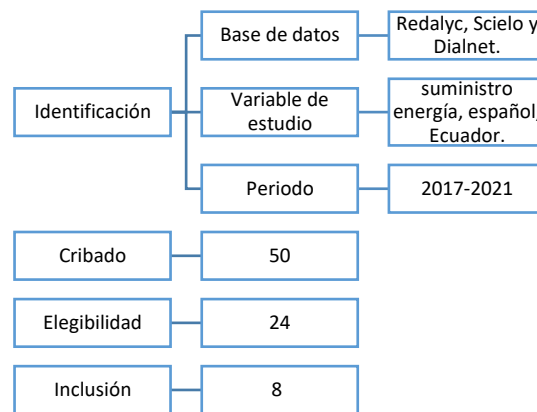 Base de datos
Redalyc, Scielo y
Dialnet.
Identificación
Variable de
estudio
suministro
energía, español,
Ecuador.
Periodo
2017-2021
Cribado
50
Elegibilidad
24
Inclusión
8